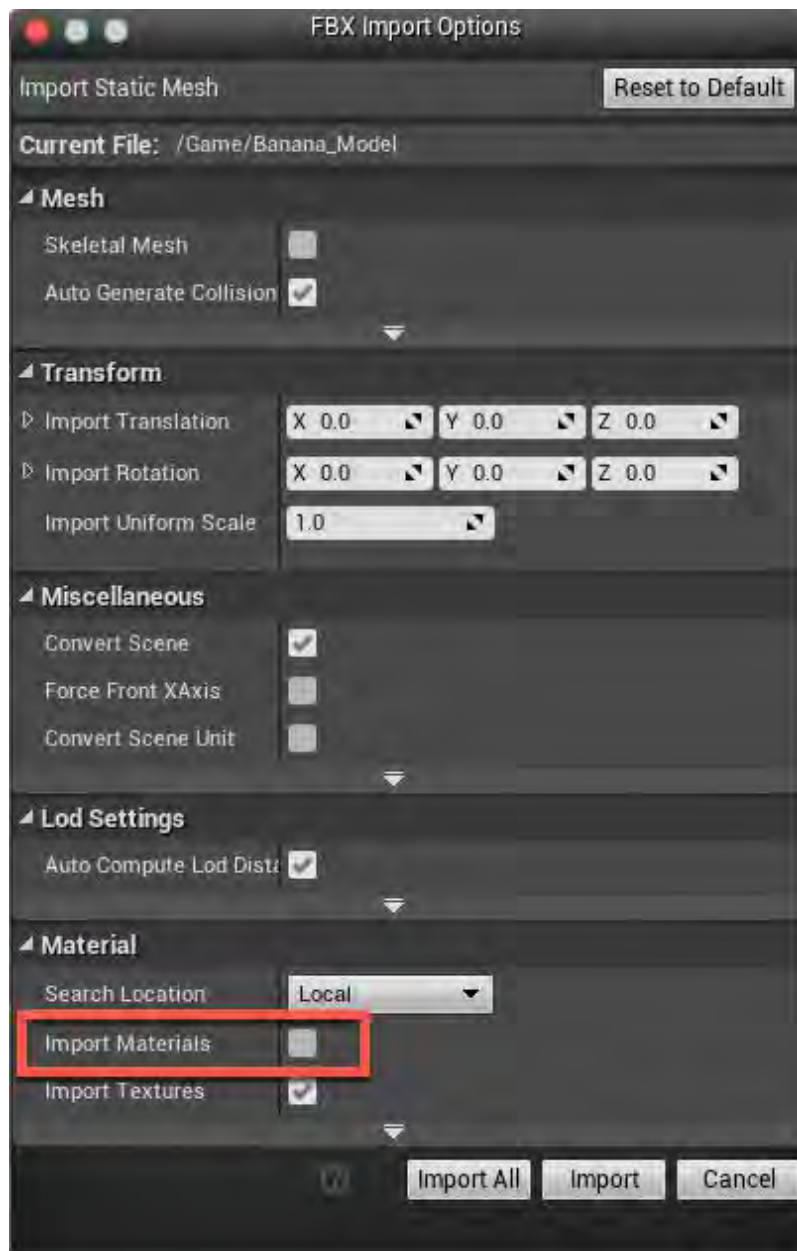 FBX Import Options
Import Static Mesh Reset to Default
Current File: /Game/Banana_Model
Mesh
Skeletal Mesh
Auto Generate Collision
Transform
Import Translation X 0.0 Y 0.0 Z 0.0
Import Rotation X 0.0 Y 0.0 Z 0.0
Import Uniform Scale 1.0
Miscellaneous
Convert Scene
Force Front XAxis
Convert Scene Unit
Lod Settings
Auto Compute Lod Dista
Material
Search Location Local
Import Materials
Import Textures
Import All Import Cancel